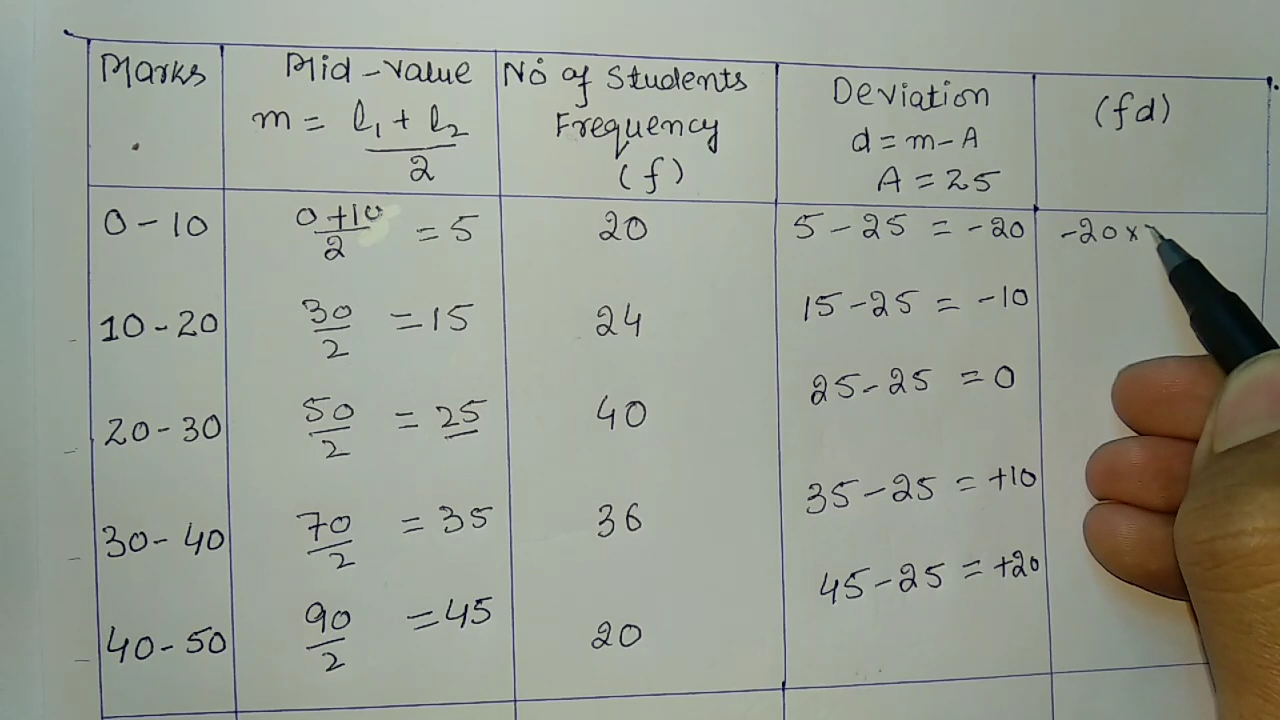 Marks Mid-value No of Students Deviation (fd)
m = l₁ + l₂ / 2 Frequency d = m - A
(f) A = 25
0-10 0+10/2 = 5 20 5-25 = -20 -20×
10-20 30/2 = 15 24 15-25 = -10
20-30 50/2 = 25 40 25-25 = 0
30-40 70/2 = 35 36 35-25 = +10
40-50 90/2 = 45 20 45-25 = +20